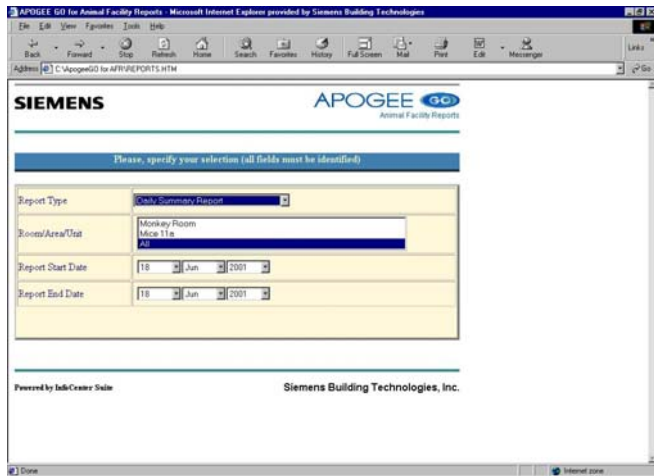 APOGEE GO for Animal Facility Reports - Microsoft Internet Explorer provided by Siemens Building Technologies
File Edit View Favorites Tools Help
Back Forward Stop Refresh Home Search Favorites History Full Screen Mail Print Edit Messenger
Links
Address C:\ApogeeGO for AFR\REPORTS.HTM Go
SIEMENS APOGEE GO
Animal Facility Reports
Please, specify your selection (all fields must be identified)
Report Type Daily Summary Report
Monkey Room
Room/Area/Unit Mice 11a
All
Report Start Date 18 Jun 2001
Report End Date 18 Jun 2001
Powered by InfoCenter Suite Siemens Building Technologies, Inc.
Done Internet zone